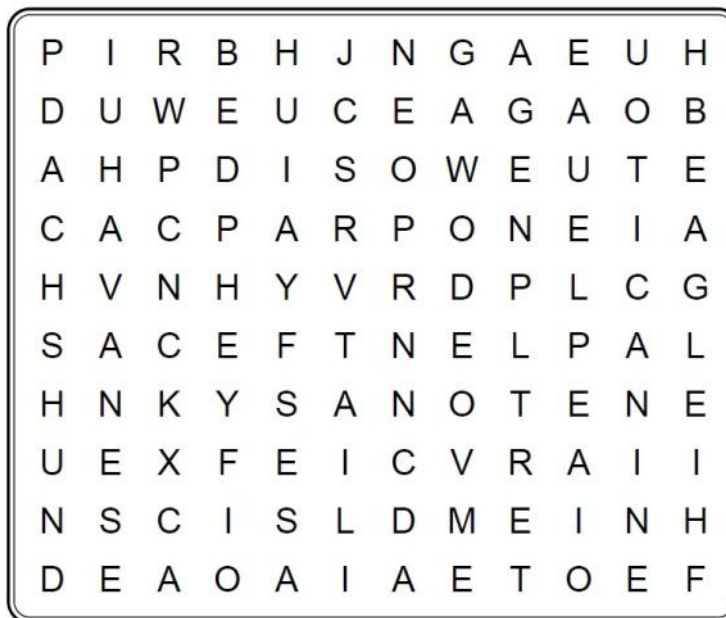 P I R B H J N G A E U H
D U W E U C E A G A O B
A H P D I S O W E U T E
C A C P A R P O N E I A
H V N H Y V R D P L C G
S A C E F T N E L P A L
H N K Y S A N O T E N E
U E X F E I C V R A I I
N S C I S L D M E I N H
D E A O A I A E T O E F